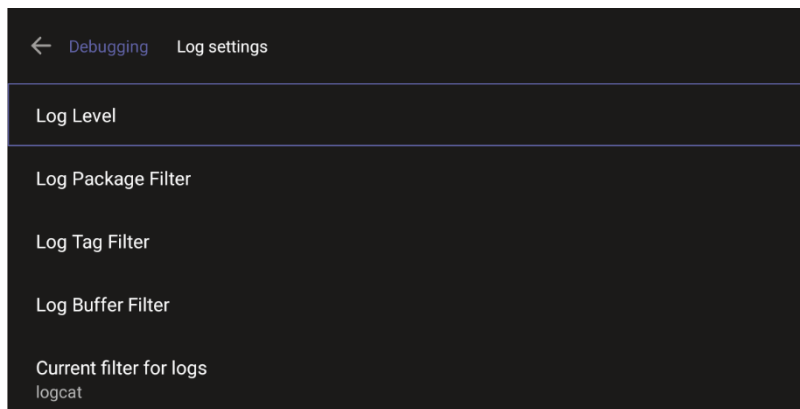 Debugging Log settings
Log Level
Log Package Filter
Log Tag Filter
Log Buffer Filter
Current filter for logs
logcat